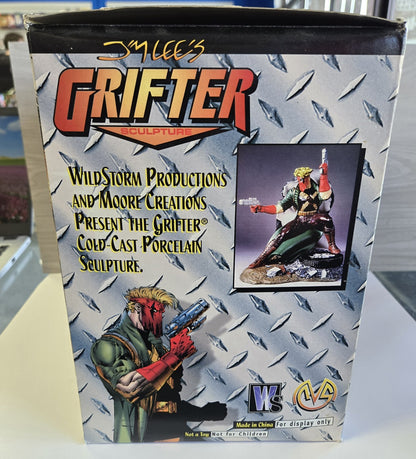 JIM LEE'S
GRIFTER
SCULPTURE
WILDSTORM PRODUCTIONS
AND MOORE CREATIONS
PRESENT THE GRIFTER®
COLD-CAST PORCELAIN
SCULPTURE.
WS
Made in China for display only
Not a Toy Not for Children